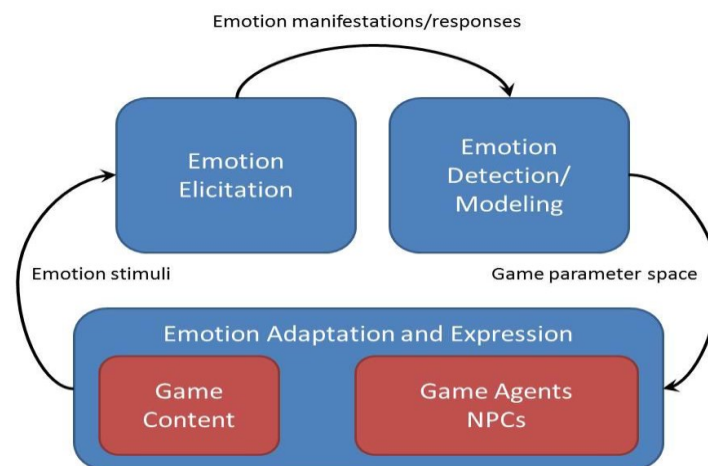 Emotion manifestations/responses
Emotion
Elicitation
Emotion
Detection/
Modeling
Emotion stimuli
Game parameter space
Emotion Adaptation and Expression
Game
Content
Game Agents
NPCs